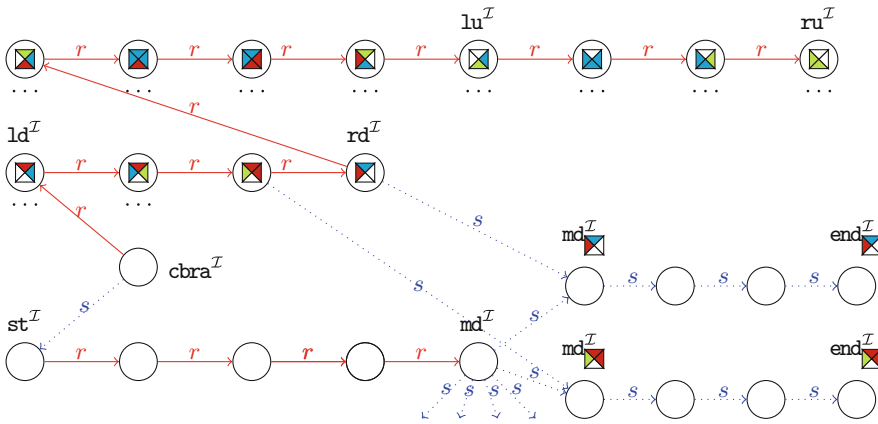 lu^I ru^I
r r r r r r r
... ... ... ... ... ... ... ...
r
ld^I rd^I
r r r
... ...
r s
md^I end^I
cbra^I
s s s s s
st^I md^I md^I end^I
r r r r s
s s s s s s s